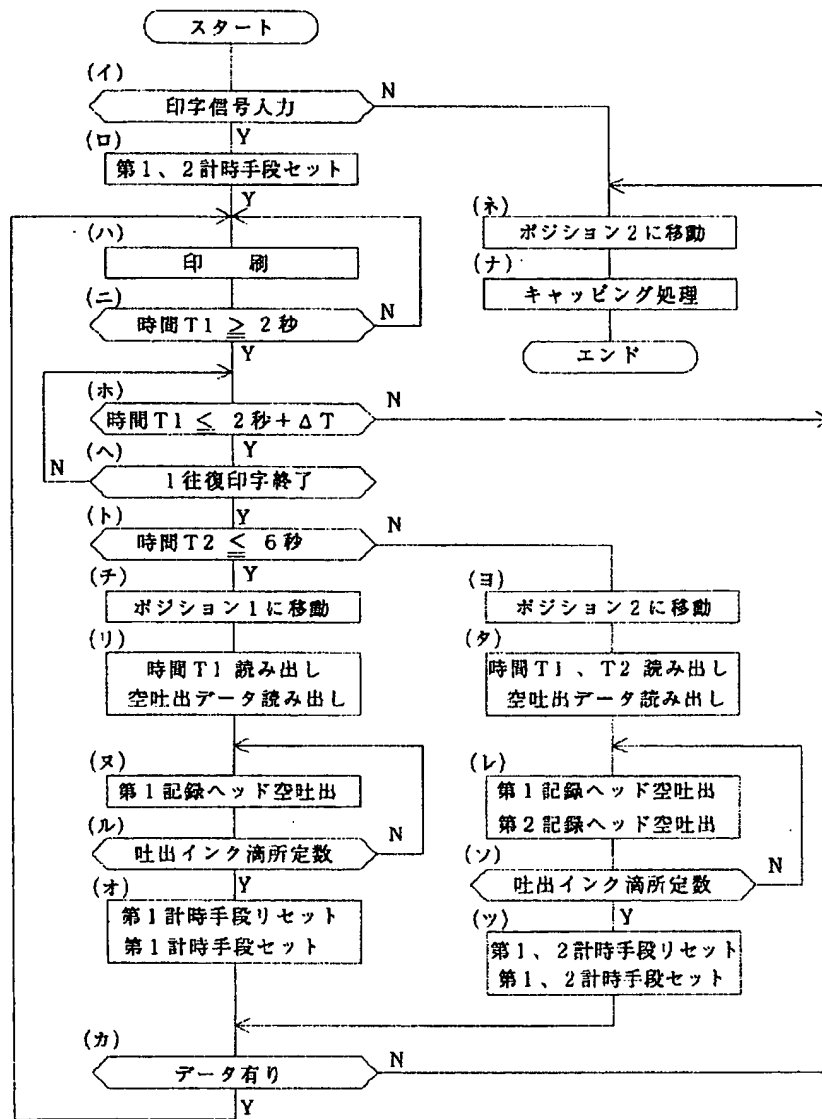 スタート
(イ)
印字信号入力
N
Y
(ロ)
第1、2計時手段セット
Y
(ハ)
印 刷
(ニ)
時間T1 ≧ 2秒
N
Y
(ホ)
時間T1 ≦ 2秒+ΔT
N
Y
(ヘ)
1往復印字終了
N
Y
(ト)
時間T2 ≦ 6秒
N
Y
(チ)
ポジション1に移動
(リ)
時間T1 読み出し
空吐出データ読み出し
(ヌ)
第1記録ヘッド空吐出
(ル)
吐出インク滴所定数
N
Y
(オ)
第1計時手段リセット
第1計時手段セット
(ヨ)
ポジション2に移動
(タ)
時間T1、T2 読み出し
空吐出データ読み出し
(レ)
第1記録ヘッド空吐出
第2記録ヘッド空吐出
(ソ)
吐出インク滴所定数
N
Y
(ツ)
第1、2計時手段リセット
第1、2計時手段セット
(カ)
データ有り
N
Y
(ネ)
ポジション2に移動
(ナ)
キャッピング処理
エンド